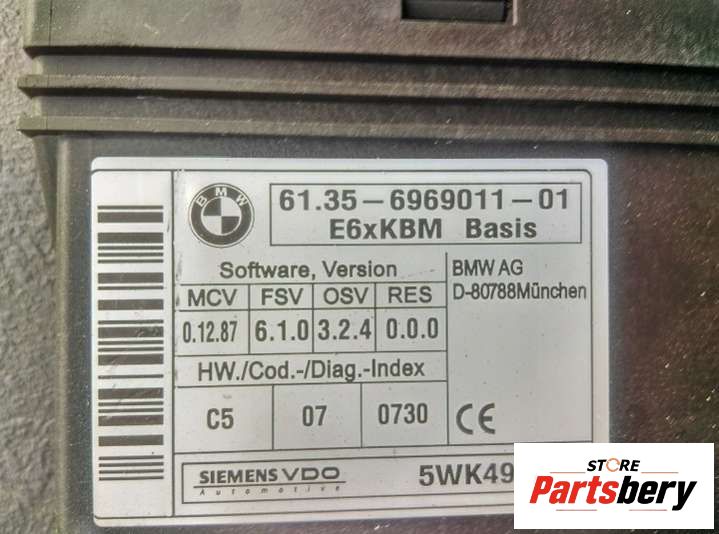 BMW
61.35-6969011-01
E6xKBM Basis
Software, Version
BMW AG
D-80788München
MCV FSV OSV RES
0.12.87 6.1.0 3.2.4 0.0.0
HW./Cod.-/Diag.-Index
C5 07 0730 CE
SIEMENS VDO
Automotive
5WK49
STORE
Partsbery